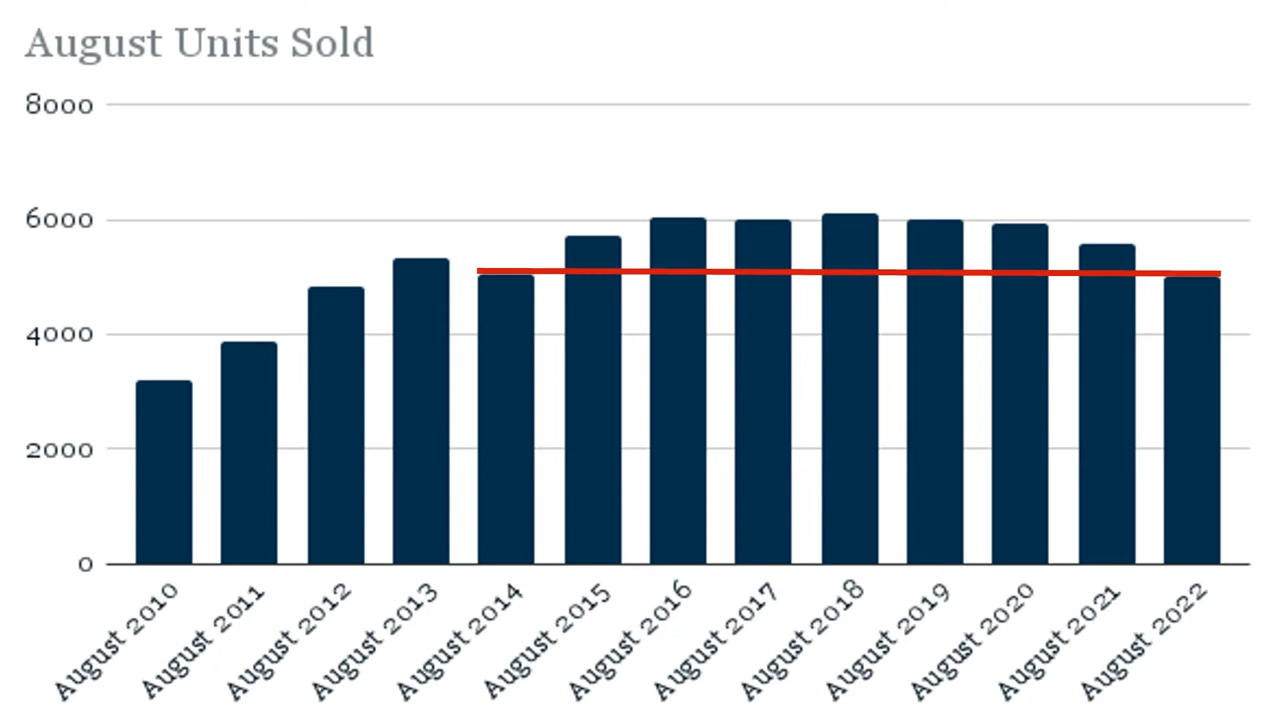 August Units Sold
8000
6000
4000
2000
0
August 2010
August 2011
August 2012
August 2013
August 2014
August 2015
August 2016
August 2017
August 2018
August 2019
August 2020
August 2021
August 2022